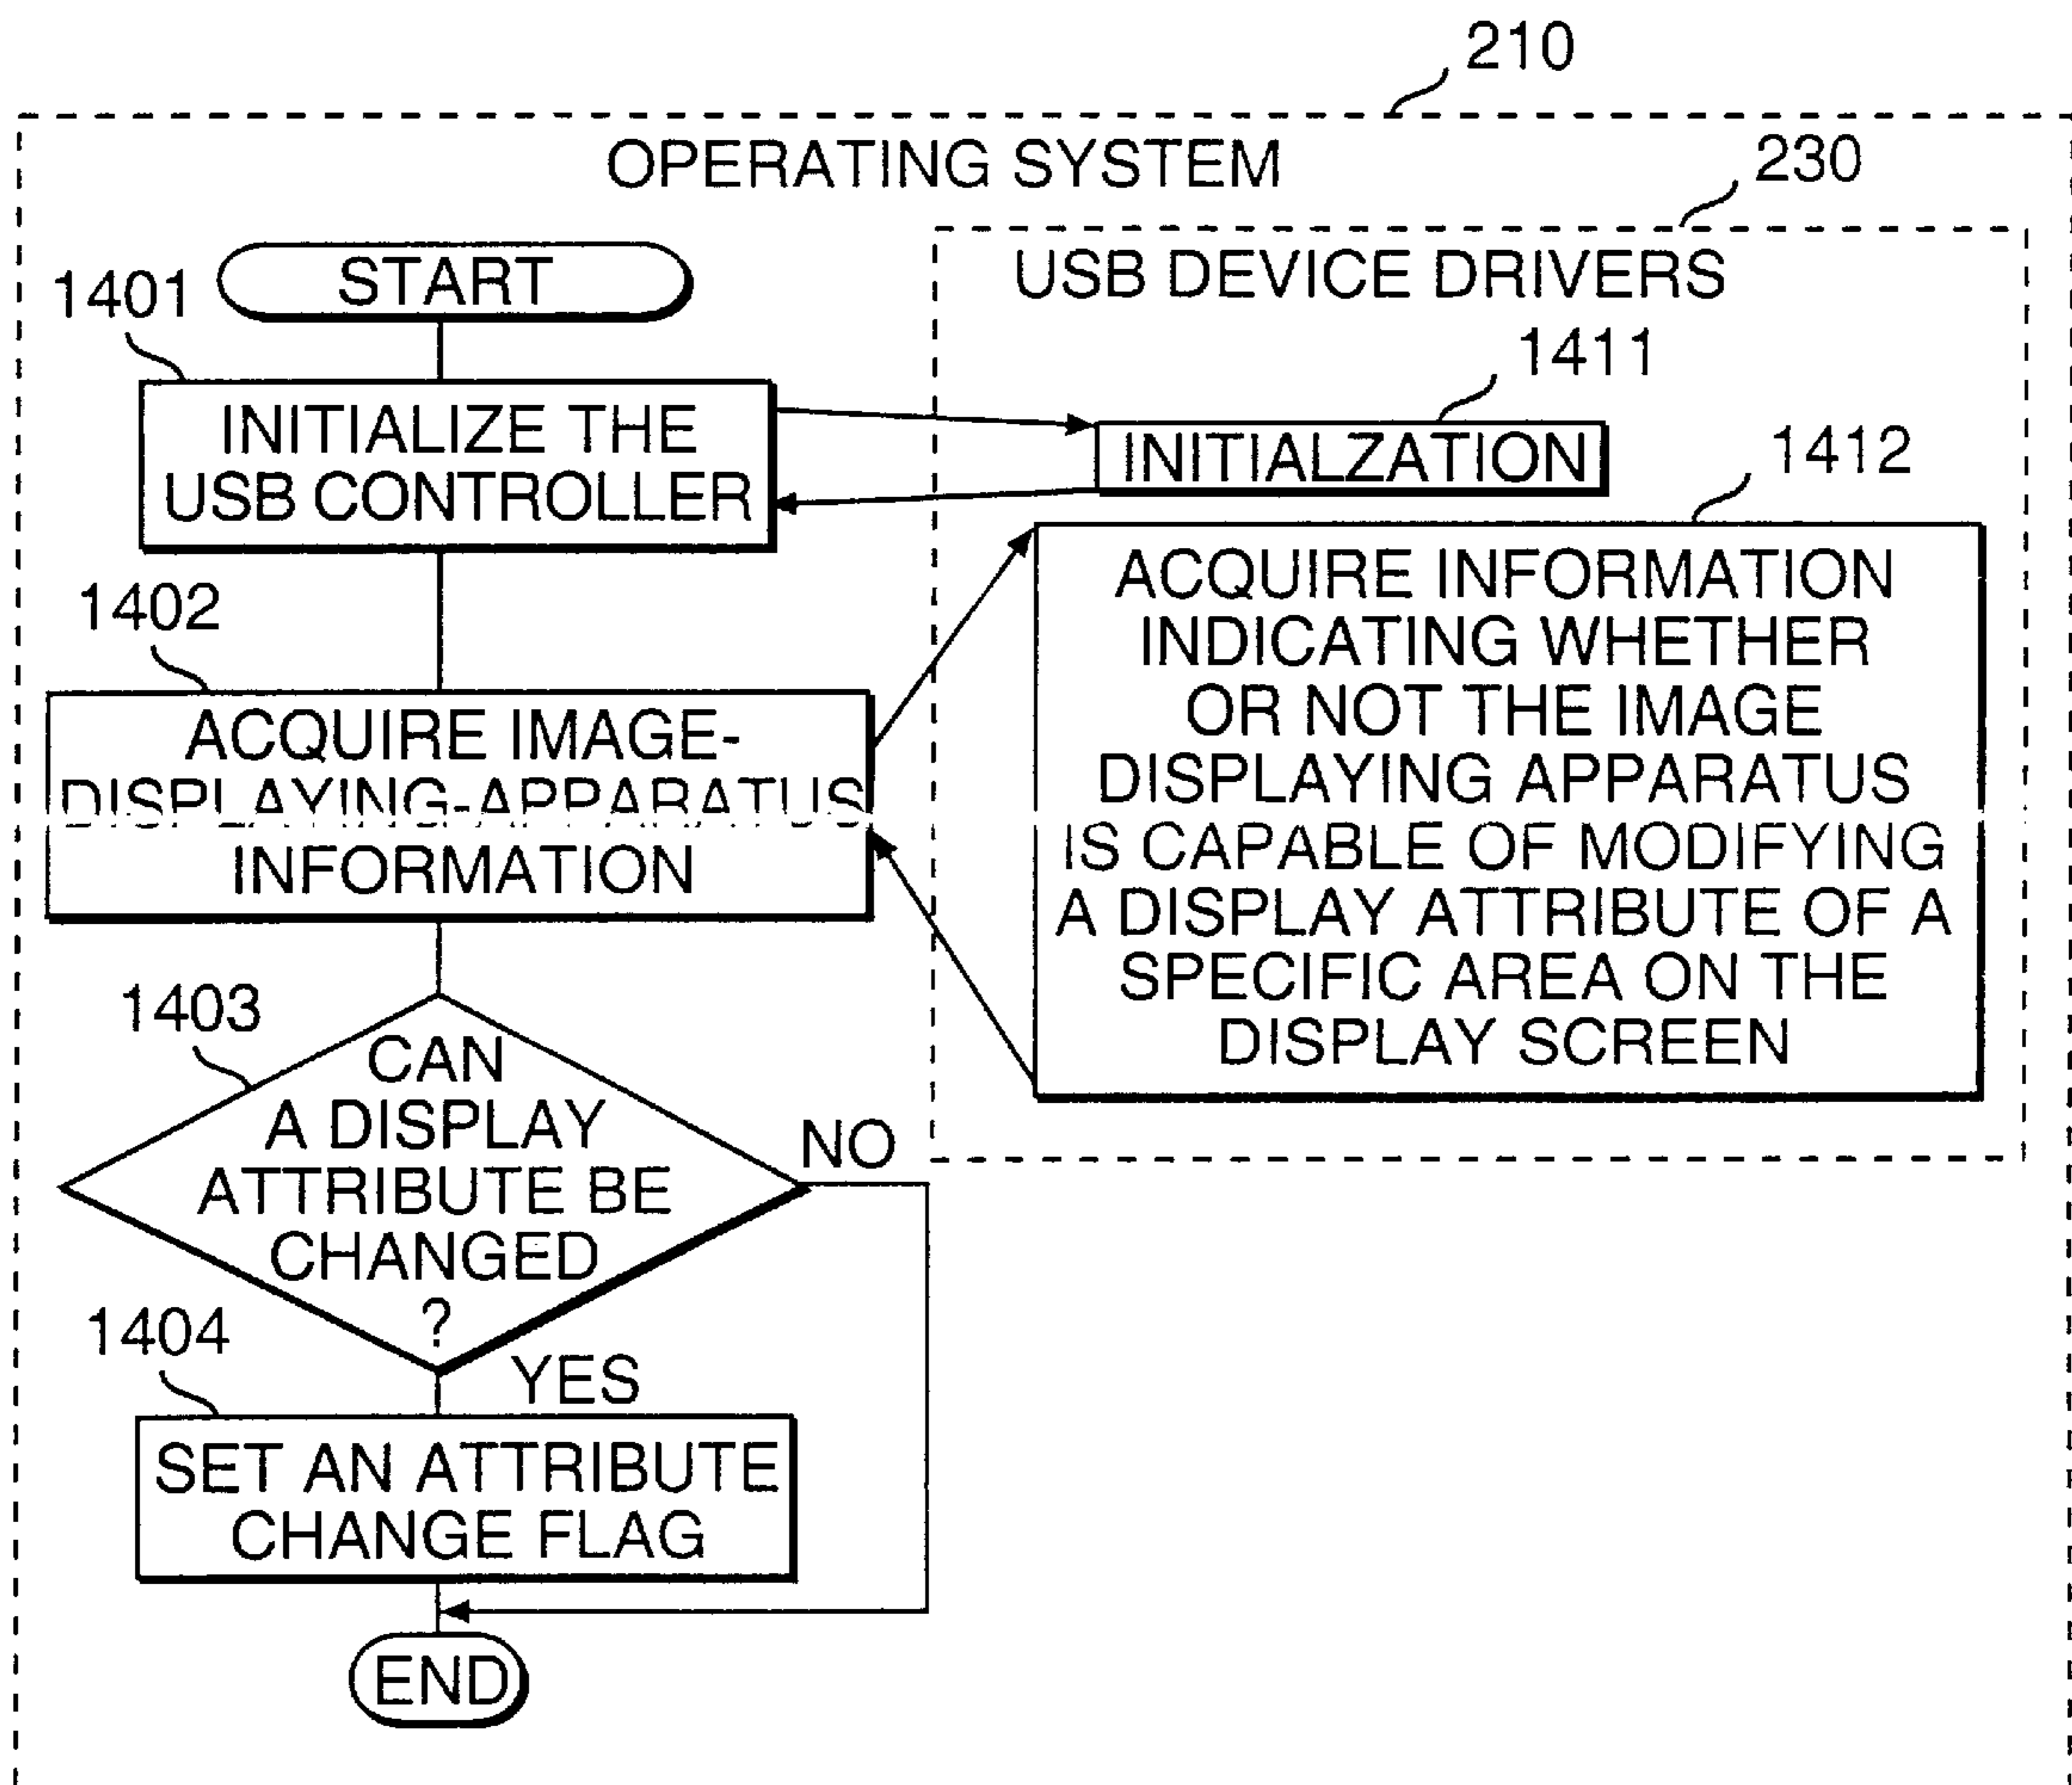 210
OPERATING SYSTEM
230
START
USB DEVICE DRIVERS
1401
1411
INITIALIZE THE
USB CONTROLLER
INITIALZATION
1412
1402
ACQUIRE IMAGE-
DISPLAYING-APPARATUS
INFORMATION
ACQUIRE INFORMATION
INDICATING WHETHER
OR NOT THE IMAGE
DISPLAYING APPARATUS
IS CAPABLE OF MODIFYING
A DISPLAY ATTRIBUTE OF A
SPECIFIC AREA ON THE
DISPLAY SCREEN
1403
CAN
A DISPLAY
ATTRIBUTE BE
CHANGED
?
NO
1404
YES
SET AN ATTRIBUTE
CHANGE FLAG
END